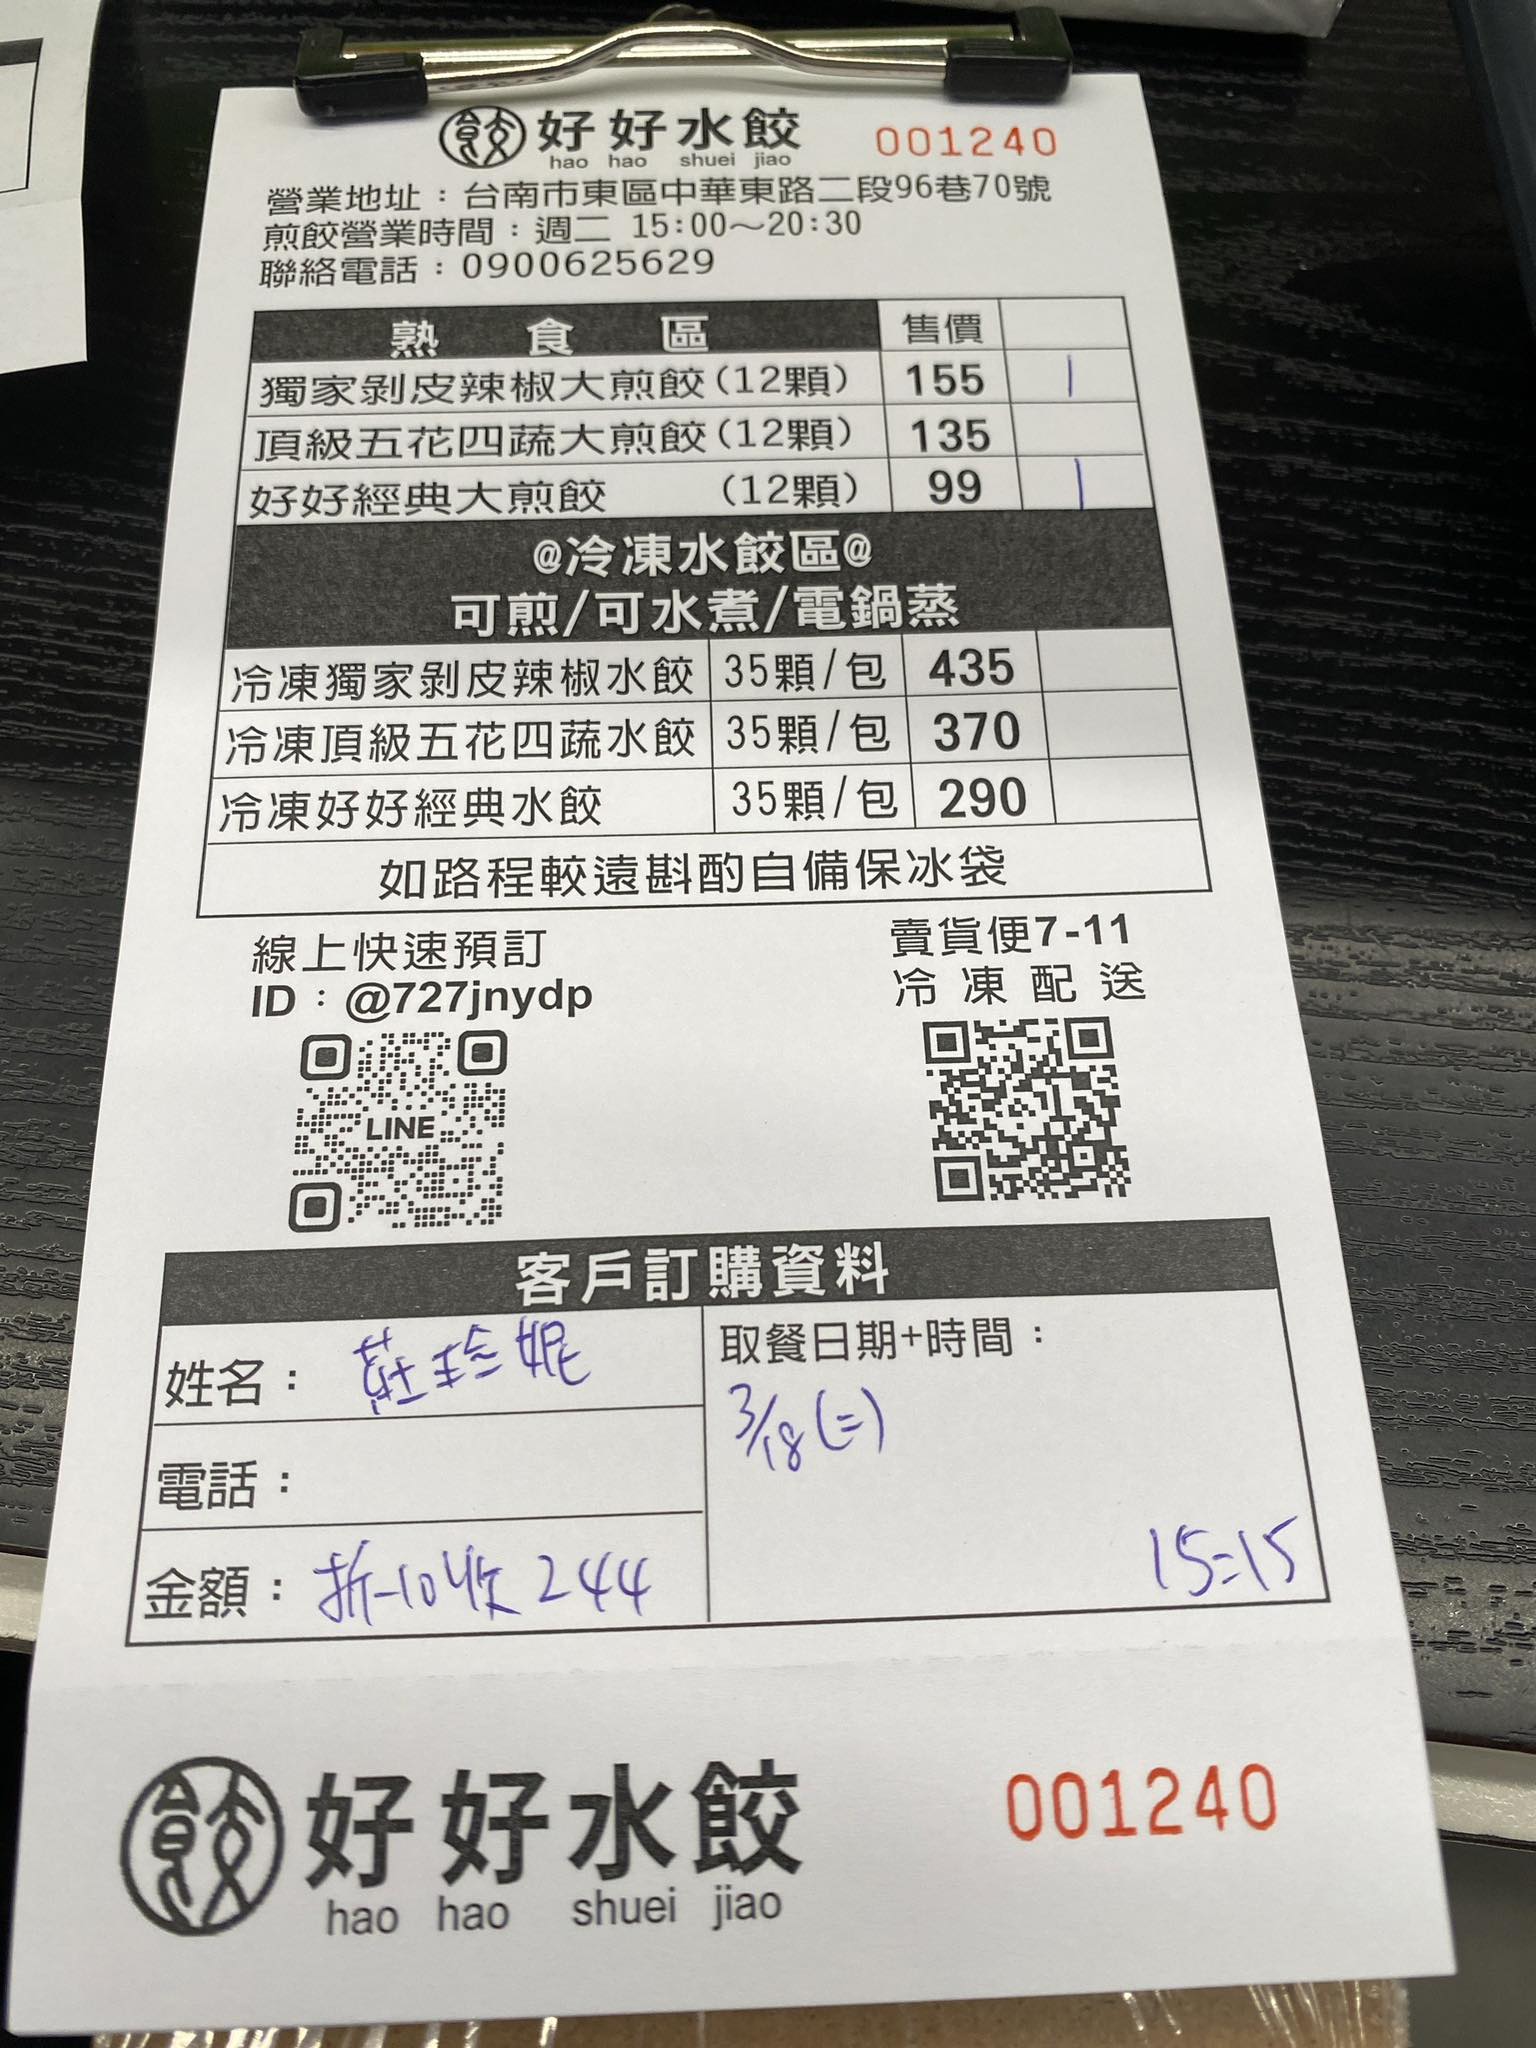 好好水餃 001240
hao hao shuei jiao
營業地址：台南市東區中華東路二段96巷70號
煎餃營業時間：週二 15:00～20:30
聯絡電話：0900625629
熟食區 售價
獨家剝皮辣椒大煎餃(12顆) 155 1
頂級五花四蔬大煎餃(12顆) 135
好好經典大煎餃 (12顆) 99 1
@冷凍水餃區@
可煎/可水煮/電鍋蒸
冷凍獨家剝皮辣椒水餃 35顆/包 435
冷凍頂級五花四蔬水餃 35顆/包 370
冷凍好好經典水餃 35顆/包 290
如路程較遠斟酌自備保冰袋
線上快速預訂
ID：@727jnydp
LINE
賣貨便7-11
冷凍配送
客戶訂購資料
姓名：莊珍妮
電話：
金額：折-10收244
取餐日期+時間：
3/18(二)
15:15
餃 好好水餃 001240
hao hao shuei jiao